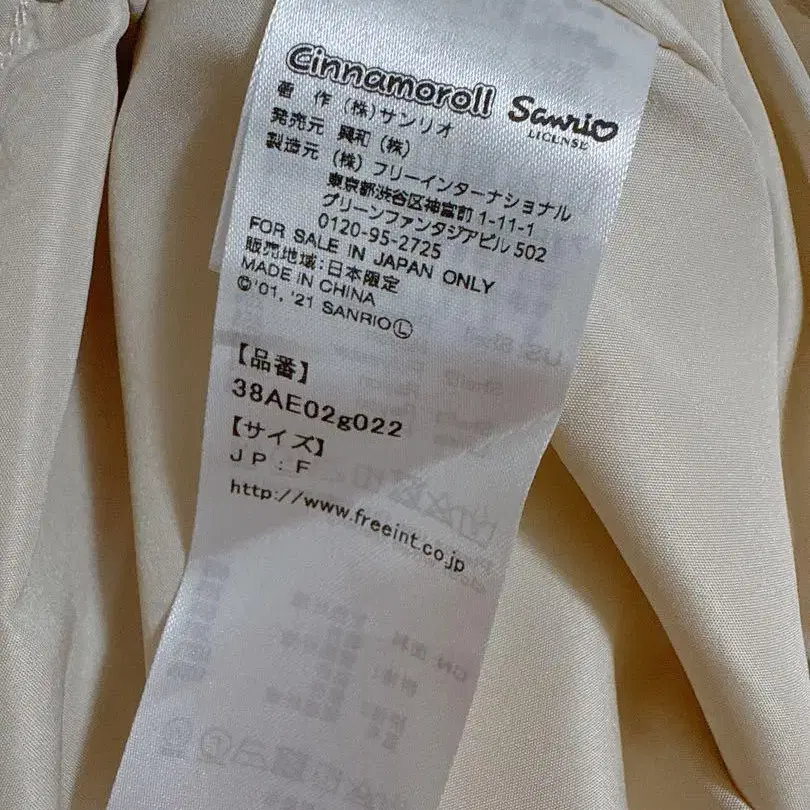 Cinnamoroll Sanrio
LICENSE
著 作 (株)サンリオ
発売元 興和(株)
製造元 (株)フリーインターナショナル
東京都渋谷区神宮前1-11-1
グリーンファンタジアビル502
0120-95-2725
FOR SALE IN JAPAN ONLY
販売地域:日本限定
MADE IN CHINA
©'01, '21 SANRIO Ⓛ
【品番】
38AE02g022
【サイズ】
JP:F
http://www.freeint.co.jp